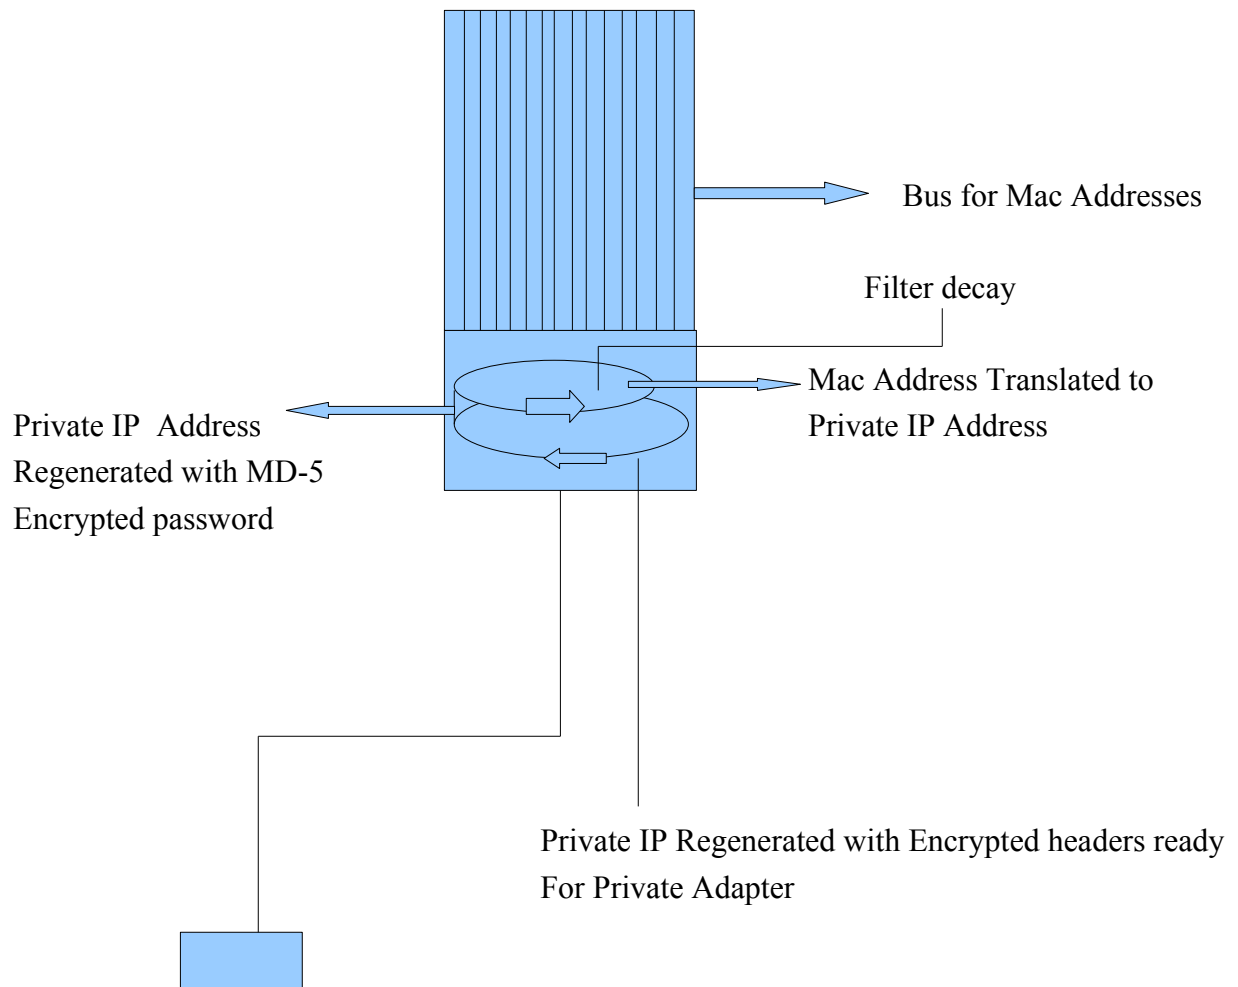 Bus for Mac Addresses
Filter decay
Mac Address Translated to
Private IP Address
Private IP  Address
Regenerated with MD-5
Encrypted password
Private IP Regenerated with Encrypted headers ready
For Private Adapter